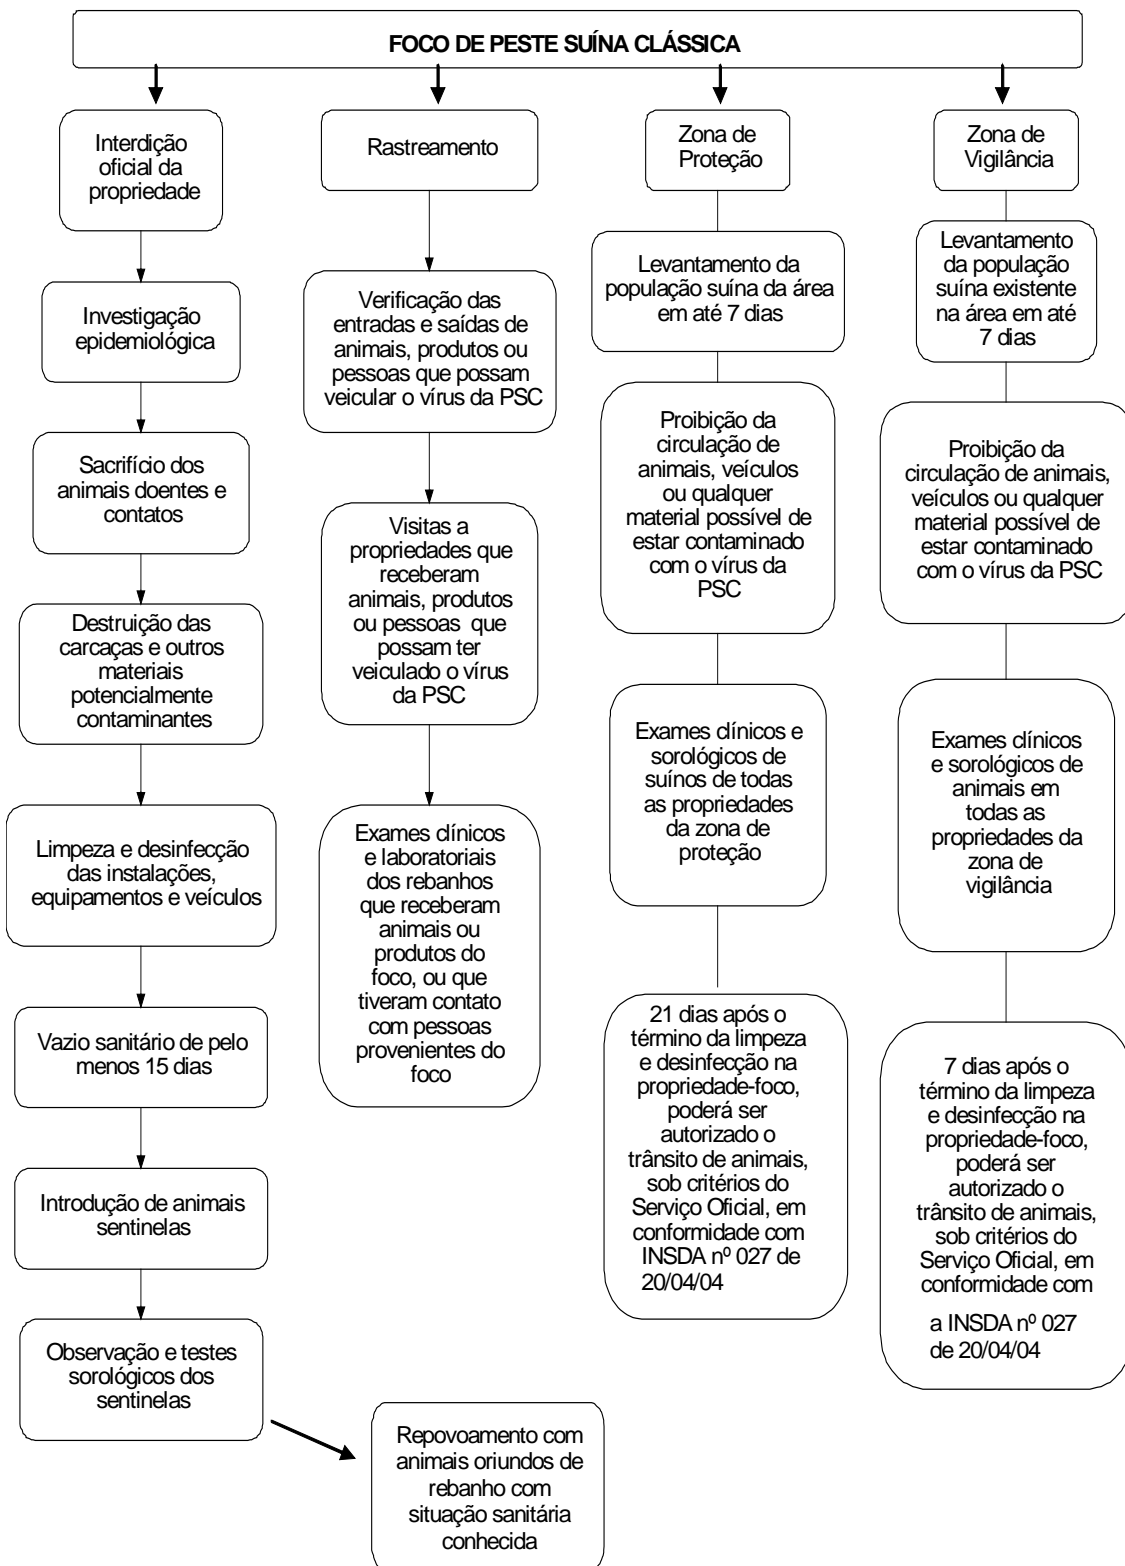 FOCO DE PESTE SUÍNA CLÁSSICA
Interdição
oficial da
propriedade
Investigação
epidemiológica
Sacrifício dos
animais doentes e
contatos
Destruição das
carcaças e outros
materiais
potencialmente
contaminantes
Limpeza e desinfecção
das instalações,
equipamentos e veículos
Vazio sanitário de pelo
menos 15 dias
Introdução de animais
sentinelas
Observação e testes
sorológicos dos
sentinelas
Repovoamento com
animais oriundos de
rebanho com
situação sanitária
conhecida
Rastreamento
Verificação das
entradas e saídas de
animais, produtos ou
pessoas que possam
veicular o vírus da PSC
Visitas a
propriedades que
receberam
animais, produtos
ou pessoas que
possam ter
veiculado o vírus
da PSC
Exames clínicos
e laboratoriais
dos rebanhos
que receberam
animais ou
produtos do
foco, ou que
tiveram contato
com pessoas
provenientes do
foco
Zona de
Proteção
Levantamento da
população suína da área
em até 7 dias
Proibição da
circulação de
animais, veículos
ou qualquer
material possível de
estar contaminado
com o vírus da
PSC
Exames clínicos e
sorológicos de
suínos de todas
as propriedades
da zona de
proteção
21 dias após o
término da limpeza
e desinfecção na
propriedade-foco,
poderá ser
autorizado o
trânsito de animais,
sob critérios do
Serviço Oficial, em
conformidade com
INSDA nº 027 de
20/04/04
Zona de
Vigilância
Levantamento
da população
suína existente
na área em até
7 dias
Proibição da
circulação de animais,
veículos ou qualquer
material possível de
estar contaminado
com o vírus da PSC
Exames clínicos
e sorológicos de
animais em
todas as
propriedades da
zona de
vigilância
7 dias após o
término da limpeza
e desinfecção na
propriedade-foco,
poderá ser
autorizado o
trânsito de animais,
sob critérios do
Serviço Oficial, em
conformidade com
a INSDA nº 027
de 20/04/04